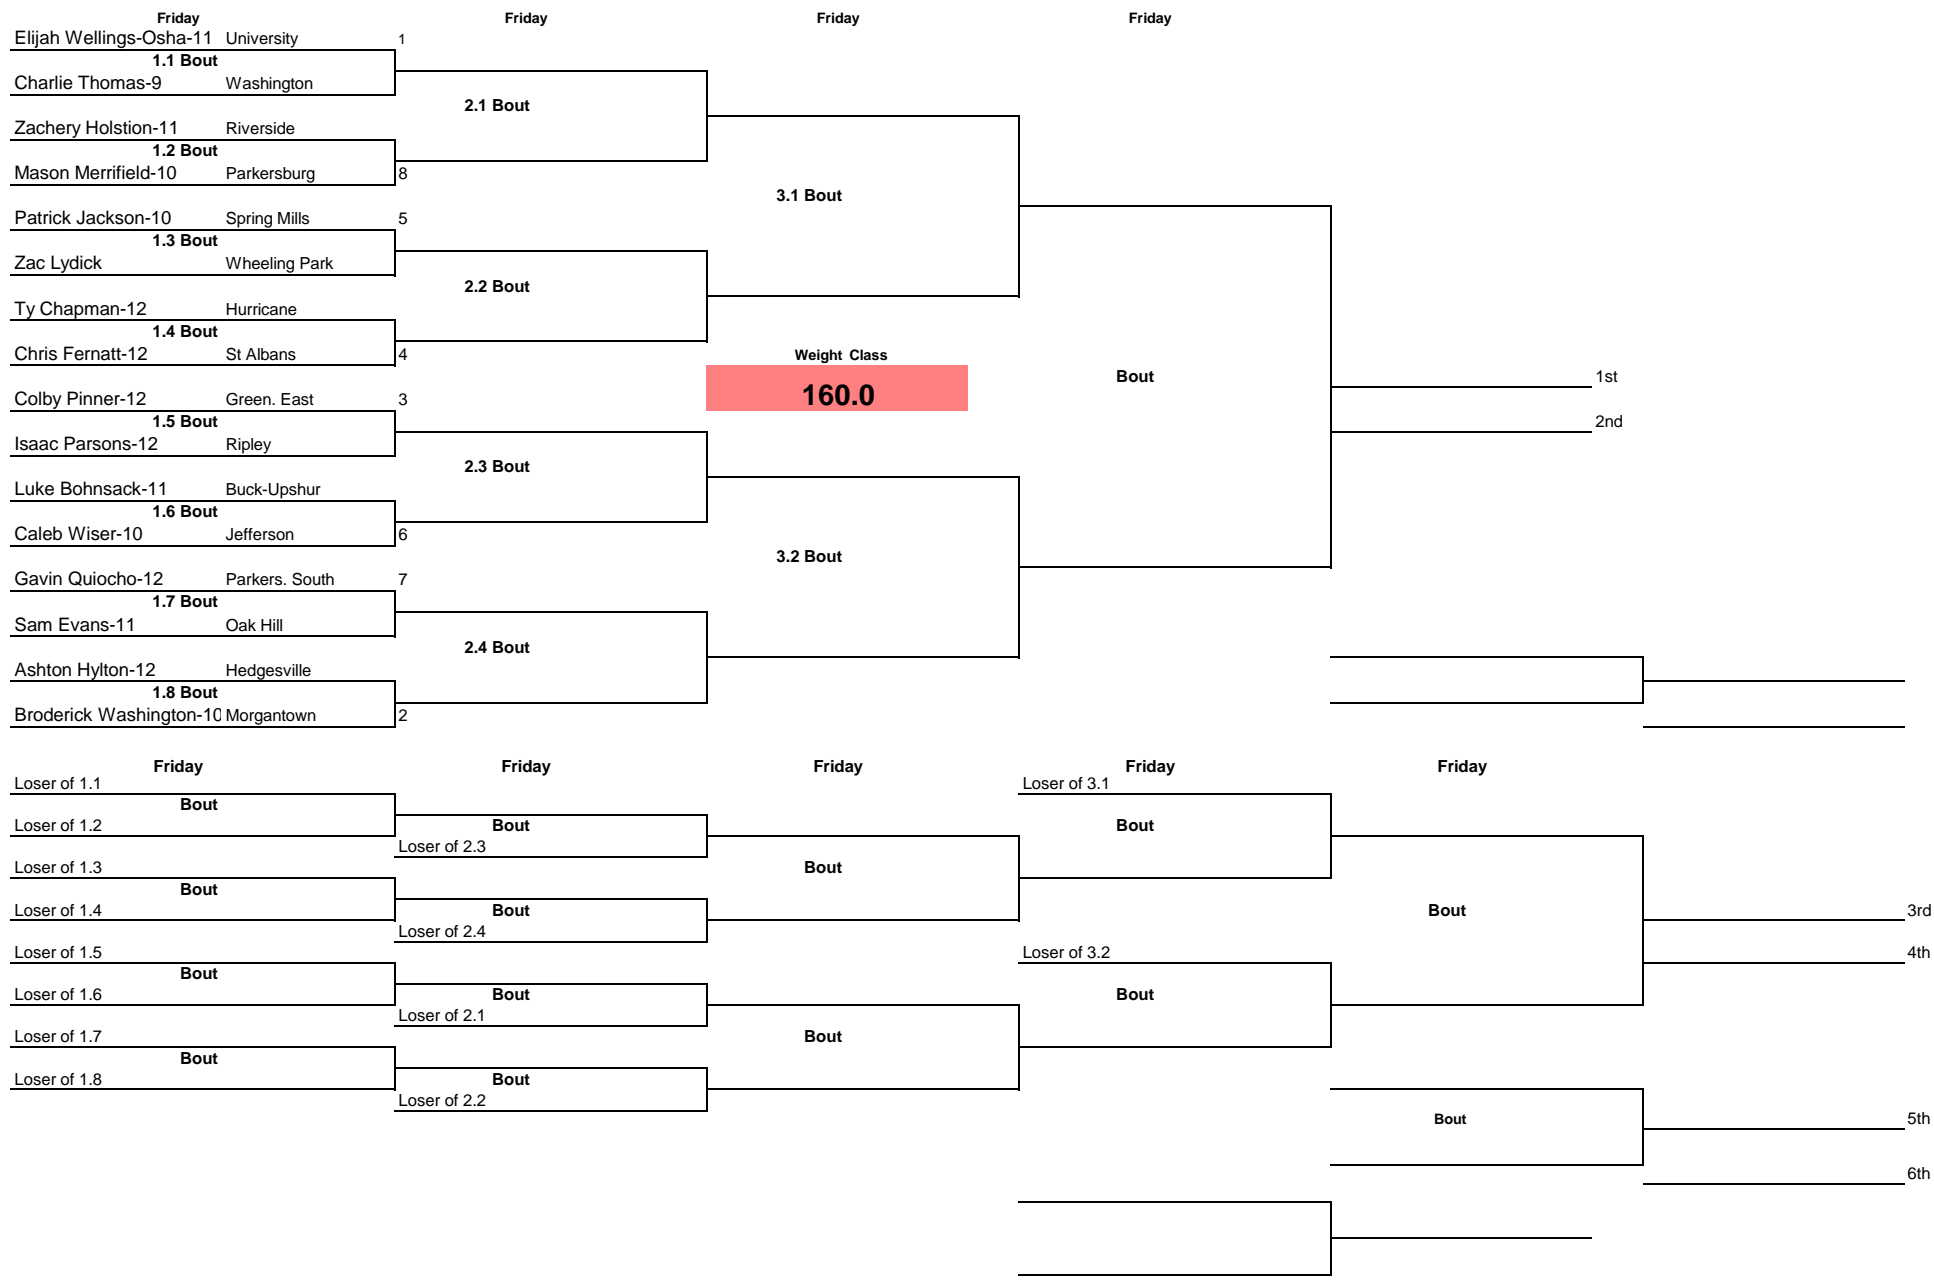 Friday Friday Friday Friday
Elijah Wellings-Osha-11 University 1
1.1 Bout
Charlie Thomas-9 Washington
2.1 Bout
Zachery Holstion-11 Riverside
1.2 Bout
Mason Merrifield-10 Parkersburg 8
3.1 Bout
Patrick Jackson-10 Spring Mills 5
1.3 Bout
Zac Lydick Wheeling Park
2.2 Bout
Ty Chapman-12 Hurricane
1.4 Bout
Chris Fernatt-12 St Albans 4 Weight Class
Bout 1st
160.0
Colby Pinner-12 Green. East 3
1.5 Bout 2nd
Isaac Parsons-12 Ripley
2.3 Bout
Luke Bohnsack-11 Buck-Upshur
1.6 Bout
Caleb Wiser-10 Jefferson 6
3.2 Bout
Gavin Quiocho-12 Parkers. South 7
1.7 Bout
Sam Evans-11 Oak Hill
2.4 Bout
Ashton Hylton-12 Hedgesville
1.8 Bout
Broderick Washington-10 Morgantown 2
Friday Friday Friday Friday Friday
Loser of 1.1 Loser of 3.1
Bout
Loser of 1.2 Bout Bout
Loser of 2.3
Loser of 1.3 Bout
Bout
Loser of 1.4 Bout Bout 3rd
Loser of 2.4
Loser of 1.5 Loser of 3.2 4th
Bout
Loser of 1.6 Bout Bout
Loser of 2.1
Loser of 1.7 Bout
Bout
Loser of 1.8 Bout
Loser of 2.2
Bout 5th
6th